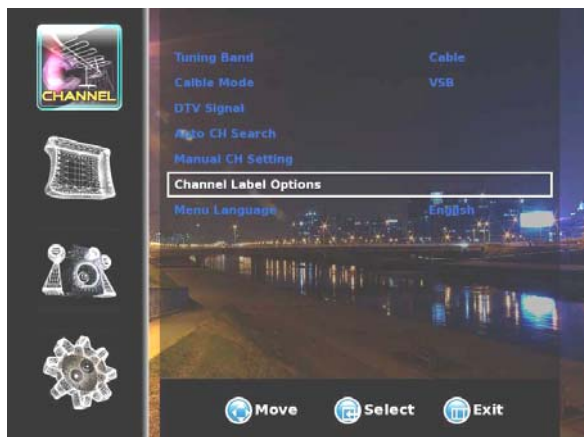 CHANNEL
Tuning Band Cable
Calble Mode VSB
DTV Signal
Auto CH Search
Manual CH Setting
Channel Label Options
Menu Language English
Move Select Exit